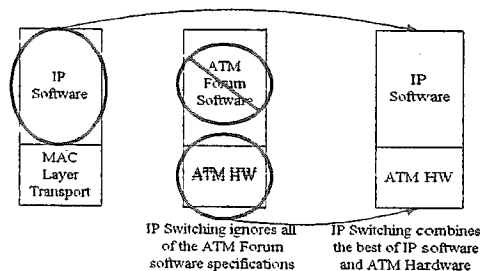 IP
Software
MAC
Layer
Transport
ATM
Forum
Software
ATM HW
IP Switching ignores all
of the ATM Forum
software specifications
IP
Software
ATM HW
IP Switching combines
the best of IP software
and ATM Hardware